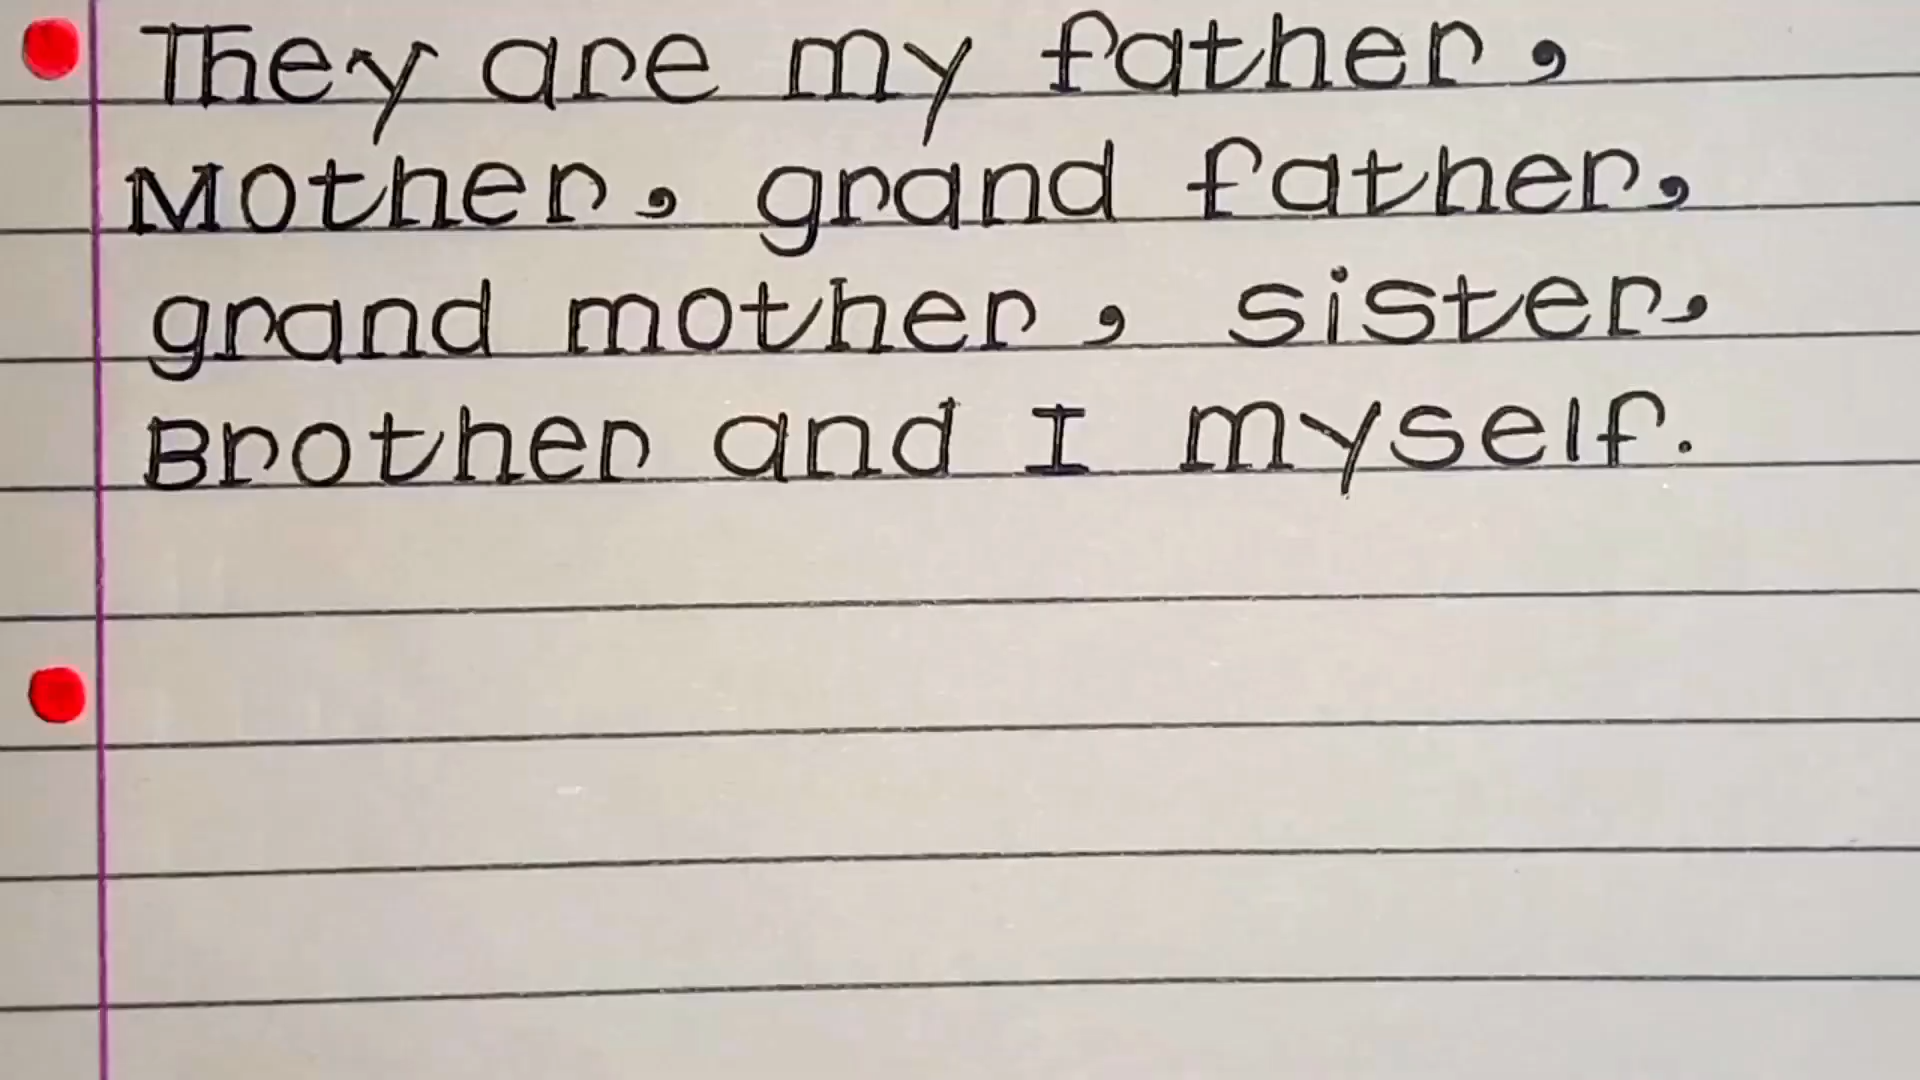 They are my father,
Mother, grand father,
grand mother, sister,
Brother and I myself.